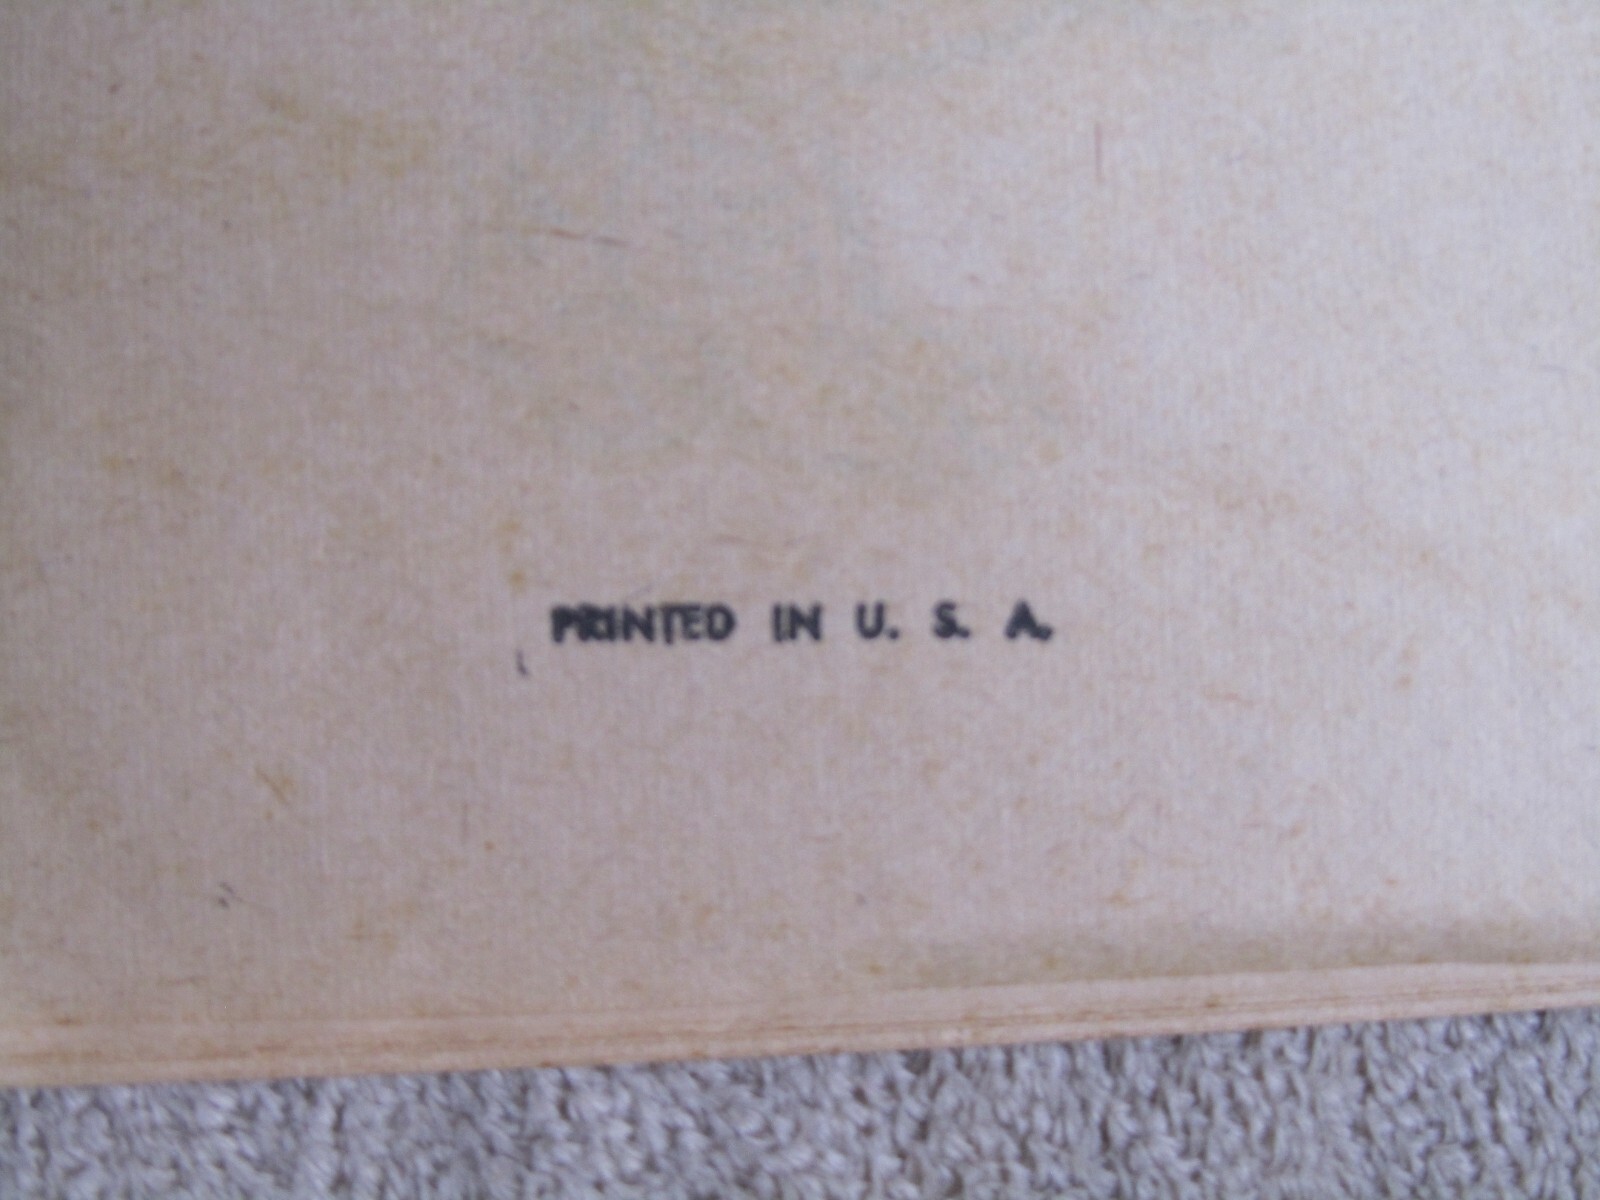 PRINTED IN U. S. A.